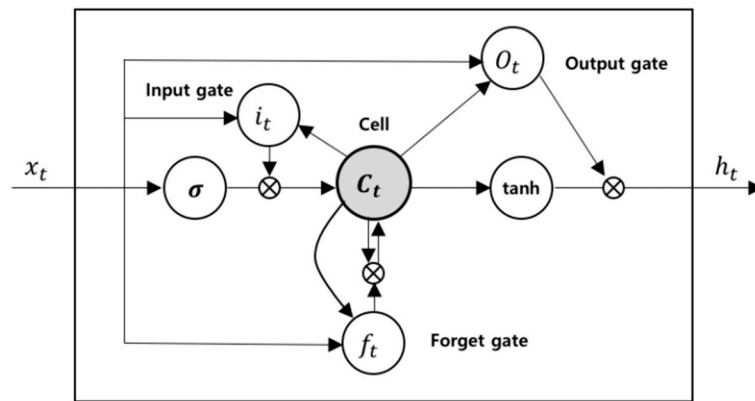 O_t
Output gate
Input gate
i_t
Cell
x_t
σ
C_t
tanh
h_t
f_t
Forget gate